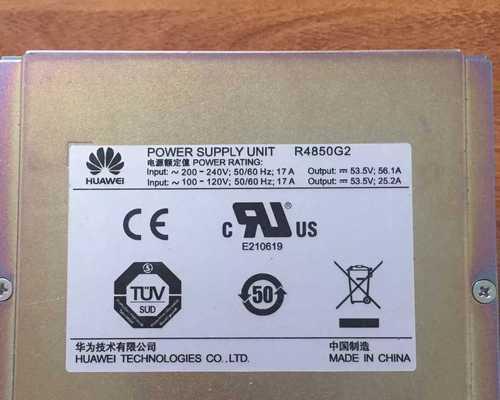 POWER SUPPLY UNIT R4850G2
电源额定值 POWER RATING:
Input: ~ 200-240V; 50/60 Hz; 17 A Output: ⎓ 53.5V; 56.1A
Input: ~ 100-120V; 50/60 Hz; 17 A Output: ⎓ 53.5V; 25.2A
HUAWEI
CE
c RU US
E210619
TÜV
SUD
50
华为技术有限公司
HUAWEI TECHNOLOGIES CO.,LTD.
中国制造
MADE IN CHINA